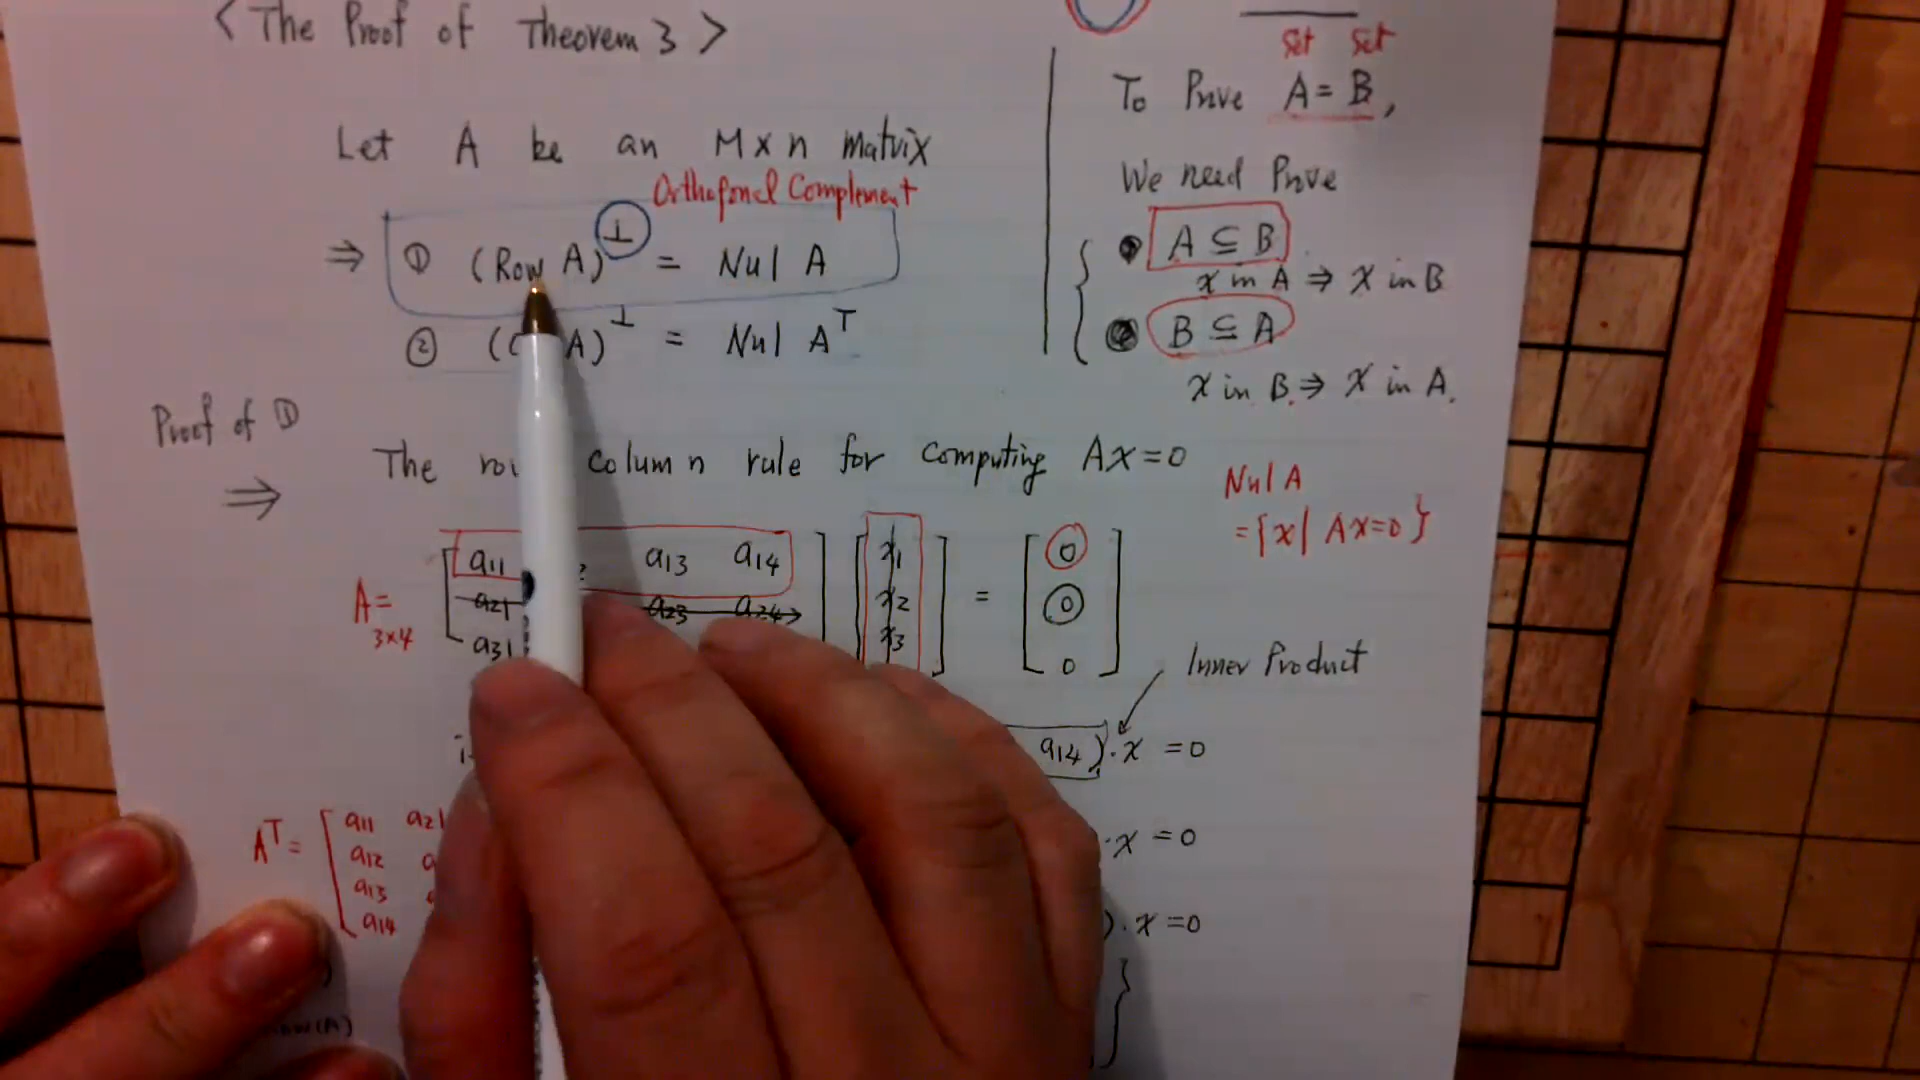 < The Proof of Theorem 3 >
Let A be an M x n matrix
Orthogonal Complement
⇒ ① (Row A)⊥ = Nul A
② ( A)⊥ = Nul Aᵀ
Set Set
To Prove A = B,
We need Prove
A ⊆ B
x in A ⇒ x in B
B ⊆ A
x in B. ⇒ x in A.
Proof of ①
⇒
The column rule for computing Ax=0
Nul A
= { x | Ax=0 }
A=
3x4
a11 a13 a14
a21 a23 a24
a31
x1
x2
x3
=
0
0
0
Inner Product
a14 ) · x = 0
· x = 0
) · x = 0
Aᵀ =
a11 a21
a12
a13
a14